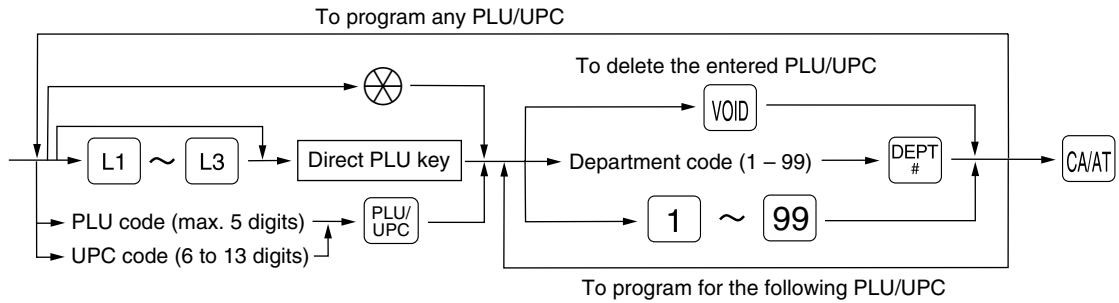 To program any PLU/UPC
To delete the entered PLU/UPC
VOID
L1 ～ L3 Direct PLU key Department code (1 – 99) DEPT # CA/AT
PLU code (max. 5 digits) PLU/ UPC 1 ～ 99
UPC code (6 to 13 digits)
To program for the following PLU/UPC